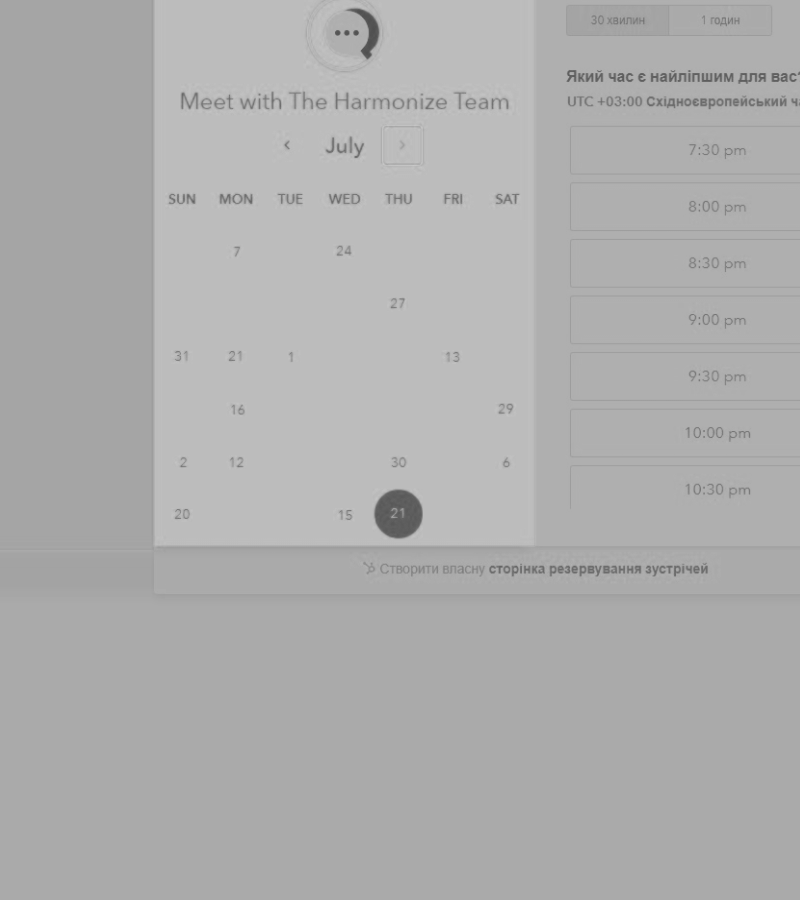 Meet with The Harmonize Team
‹ July ›
SUN MON TUE WED THU FRI SAT
7 24
27
31 21 1 13
16 29
2 12 30 6
20 15 21
30 хвилин 1 годин
Який час є найліпшим для вас?
UTC +03:00 Східноєвропейський
7:30 pm
8:00 pm
8:30 pm
9:00 pm
9:30 pm
10:00 pm
10:30 pm
Створити власну сторінка резервування зустрічей